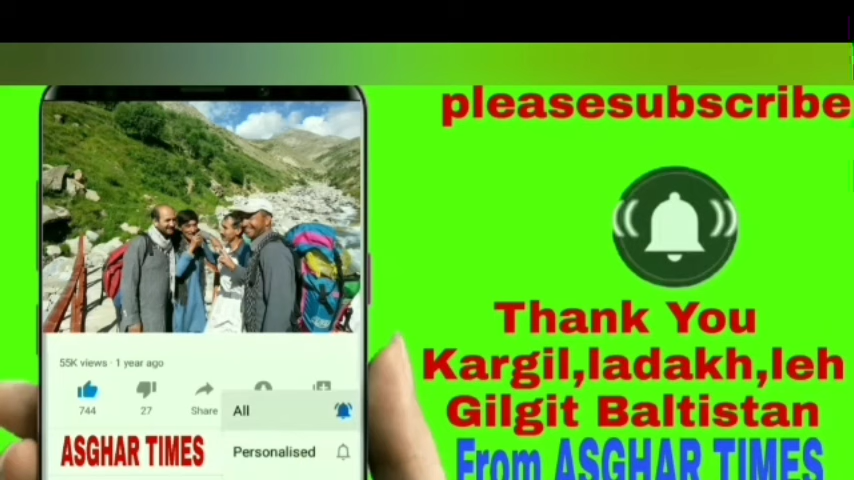 pleasesubscribe
55K views · 1 year ago
744
27
Share
All
Personalised
ASGHAR TIMES
Thank You
Kargil,ladakh,leh
Gilgit Baltistan
From ASGHAR TIMES